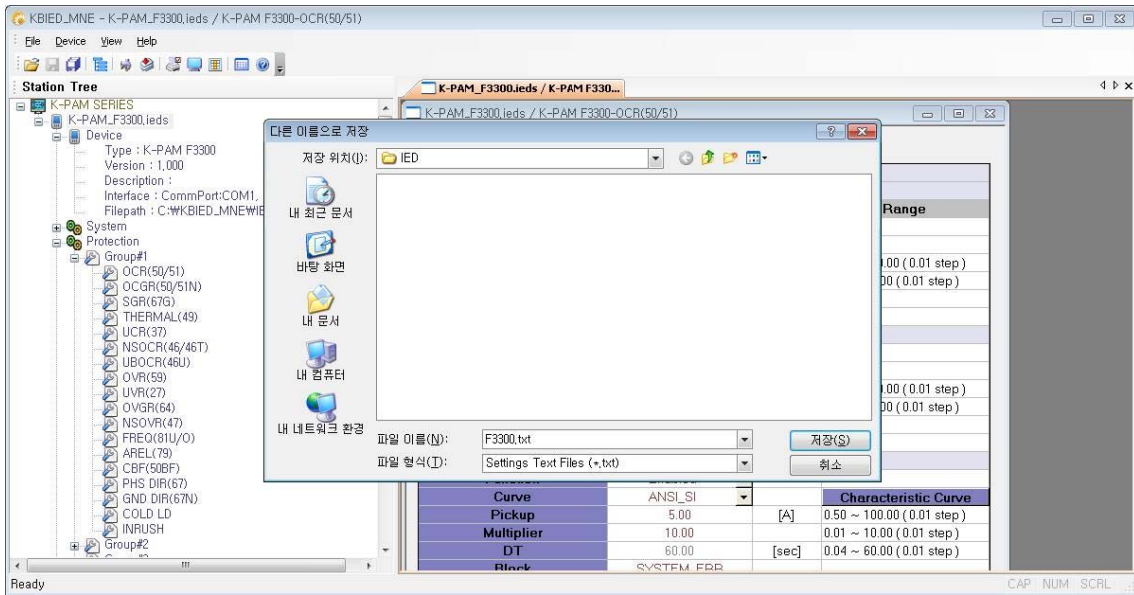 KBIED_MNE - K-PAM_F3300.ieds / K-PAM F3300-OCR(50/51)
File Device View Help
Station Tree
K-PAM SERIES
K-PAM_F3300.ieds
Device
Type : K-PAM F3300
Version : 1.000
Description :
Interface : CommPort:COM1,
Filepath : C:₩KBIED_MNE₩IE
System
Protection
Group#1
OCR(50/51)
OCGR(50/51N)
SGR(67G)
THERMAL(49)
UCR(37)
NSOCR(46/46T)
UBOCR(46U)
OVR(59)
UVR(27)
OVGR(64)
NSOVR(47)
FREQ(81U/O)
AREL(79)
CBF(50BF)
PHS DIR(67)
GND DIR(67N)
COLD LD
INRUSH
Group#2
K-PAM_F3300.ieds / K-PAM F330...
K-PAM_F3300.ieds / K-PAM F3300-OCR(50/51)
다른 이름으로 저장
저장 위치(I): IED
내 최근 문서
바탕 화면
내 문서
내 컴퓨터
내 네트워크 환경
파일 이름(N): F3300.txt 저장(S)
파일 형식(T): Settings Text Files (*.txt) 취소
Range
.00 ( 0.01 step )
00 ( 0.01 step )
.00 ( 0.01 step )
00 ( 0.01 step )
Curve ANSI_SI Characteristic Curve
Pickup 5.00 [A] 0.50 ~ 100.00 ( 0.01 step )
Multiplier 10.00 0.01 ~ 10.00 ( 0.01 step )
DT 60.00 [sec] 0.04 ~ 60.00 ( 0.01 step )
Block SYSTEM_ERR
Ready CAP NUM SCRL